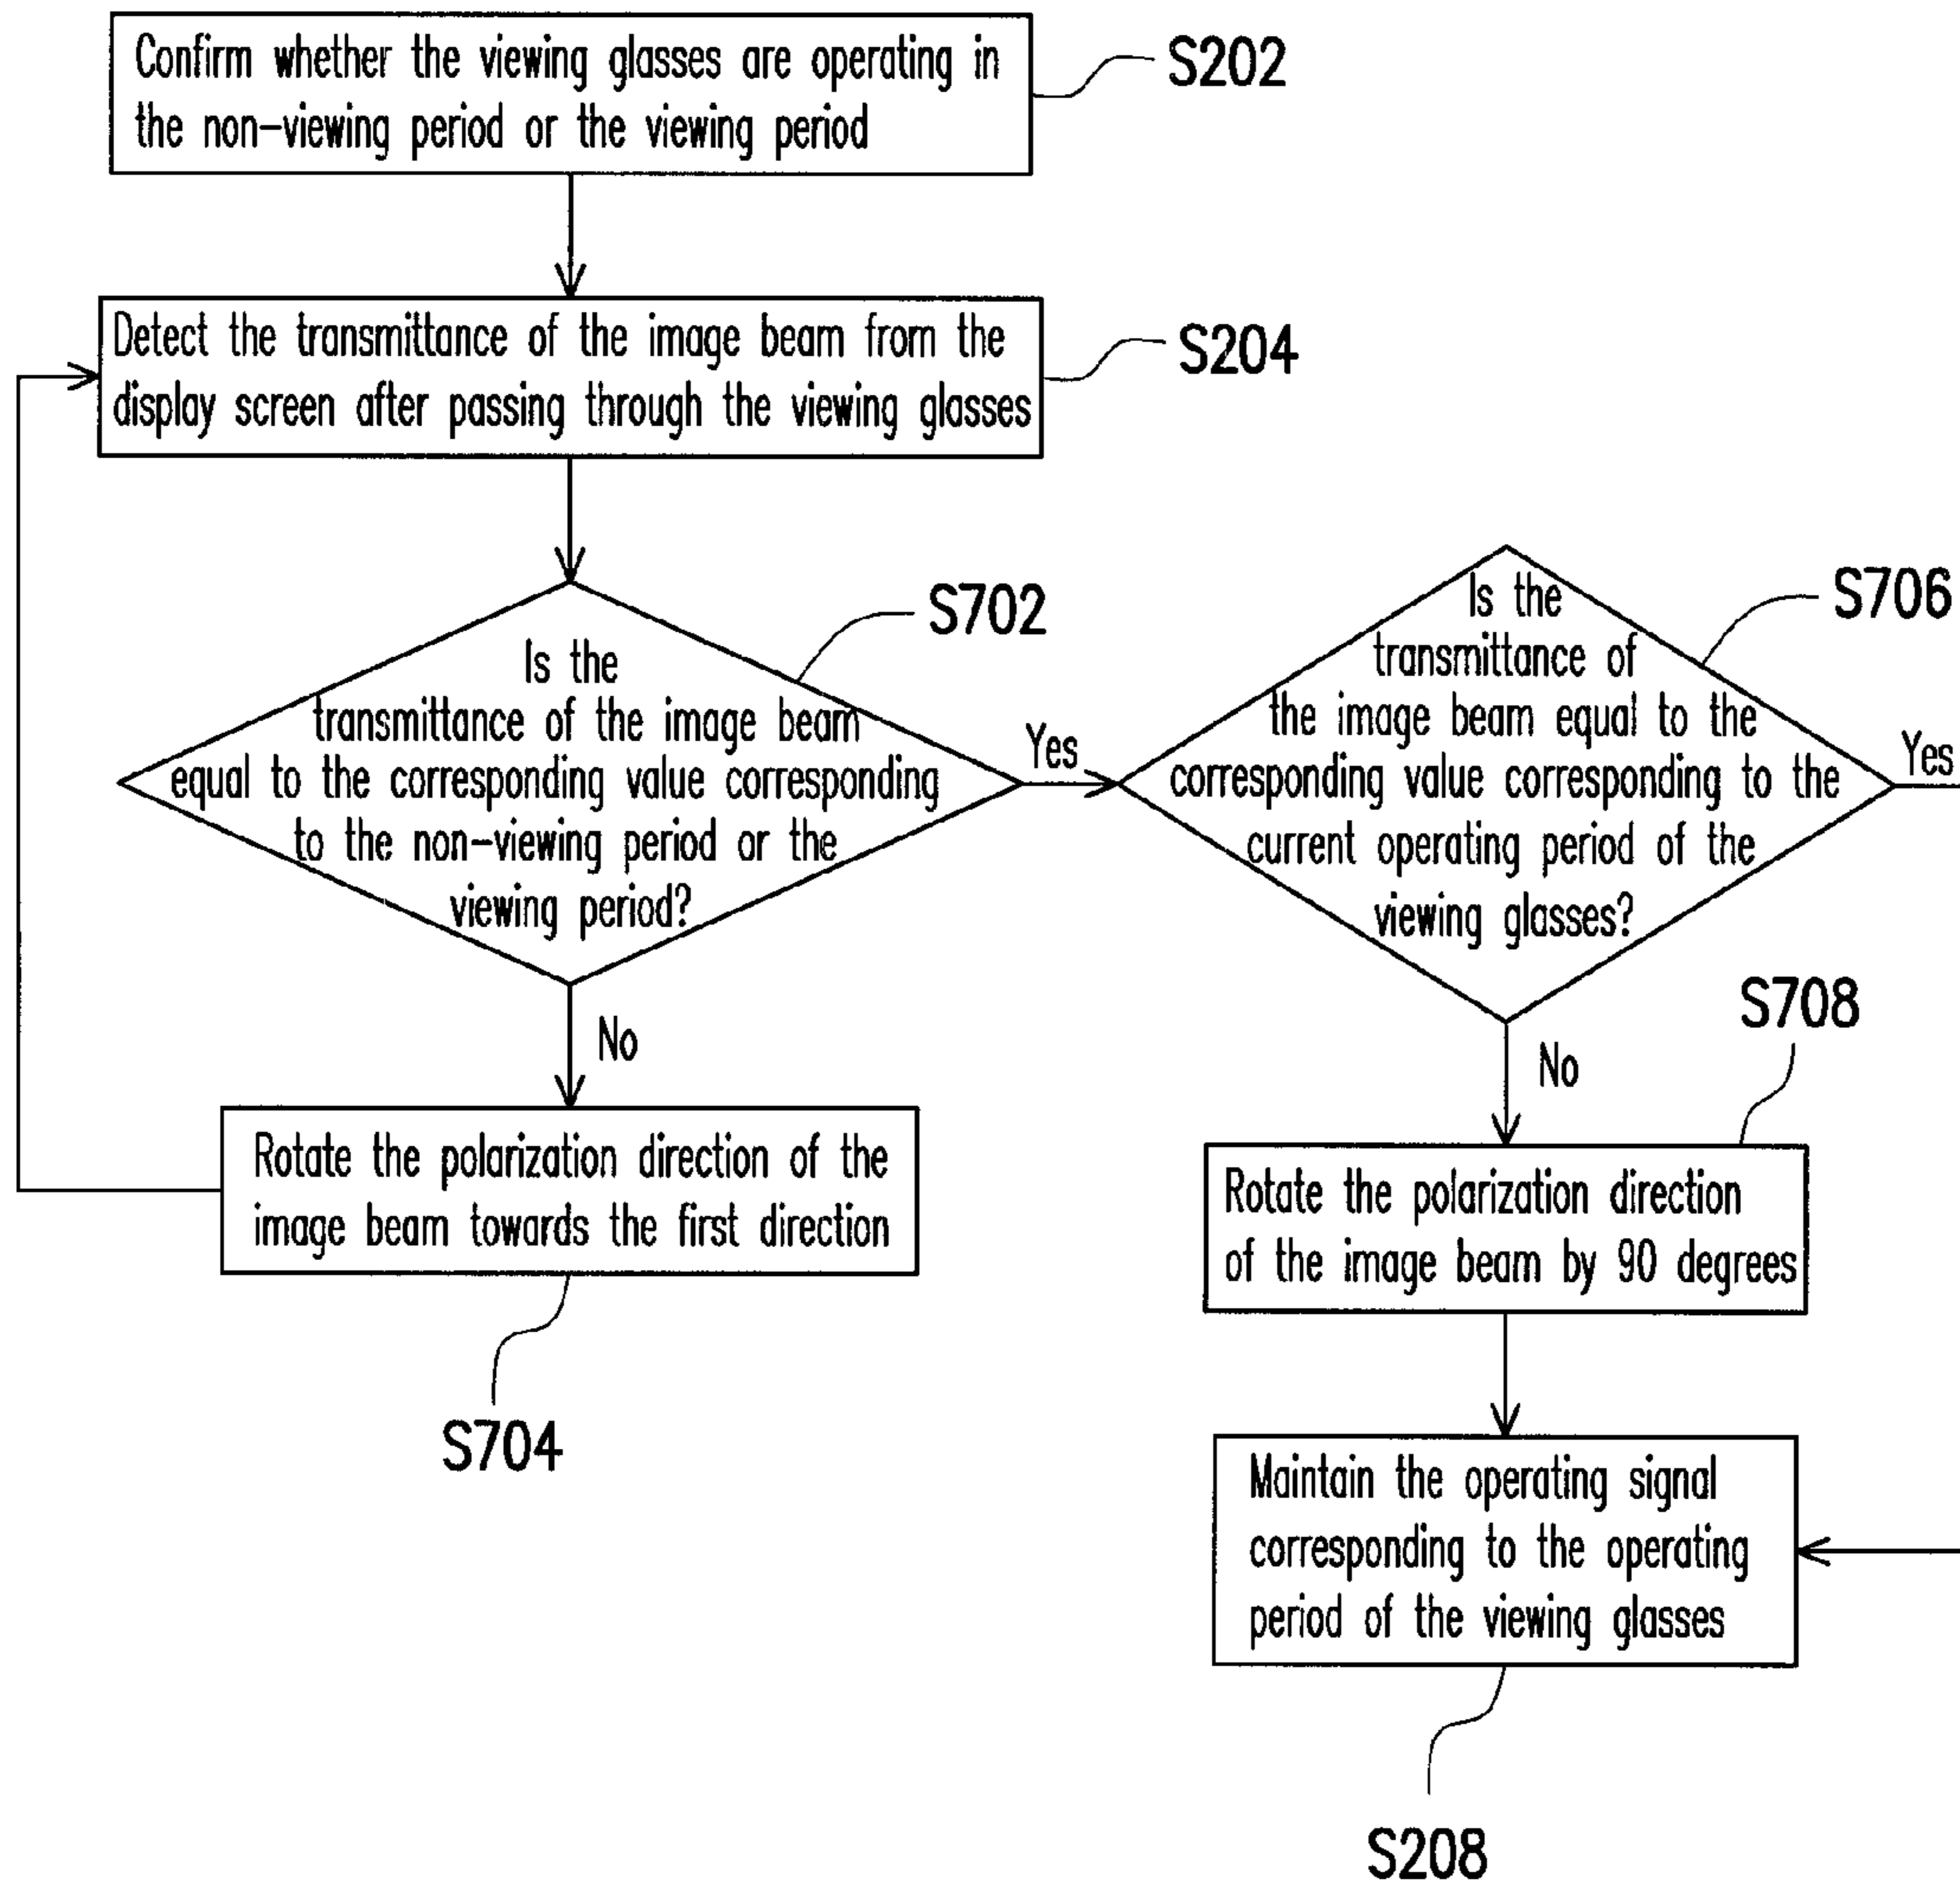 Confirm whether the viewing glasses are operating in
the non-viewing period or the viewing period
S202
Detect the transmittance of the image beam from the
display screen after passing through the viewing glasses
S204
Is the
transmittance of the image beam
equal to the corresponding value corresponding
to the non-viewing period or the
viewing period?
S702
Yes
No
Rotate the polarization direction of the
image beam towards the first direction
S704
Is the
transmittance of
the image beam equal to the
corresponding value corresponding to the
current operating period of the
viewing glasses?
S706
Yes
No
S708
Rotate the polarization direction
of the image beam by 90 degrees
Maintain the operating signal
corresponding to the operating
period of the viewing glasses
S208